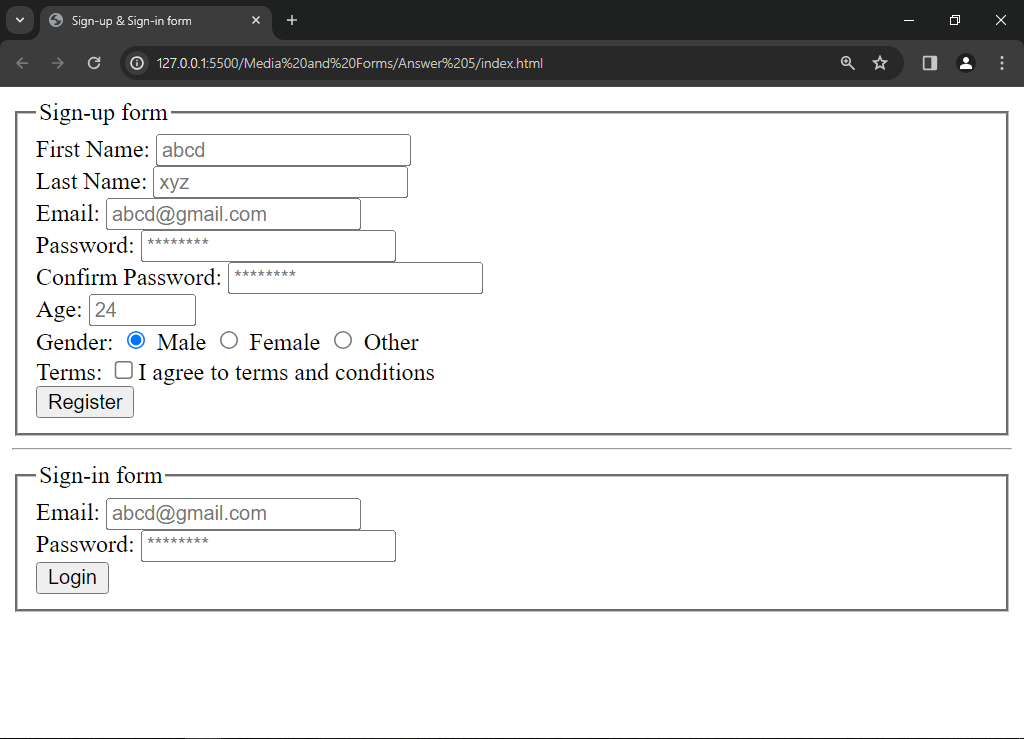 Sign-up & Sign-in form
127.0.0.1:5500/Media%20and%20Forms/Answer%205/index.html
Sign-up form
First Name: abcd
Last Name: xyz
Email: abcd@gmail.com
Password: ********
Confirm Password: ********
Age: 24
Gender: Male Female Other
Terms: I agree to terms and conditions
Register
Sign-in form
Email: abcd@gmail.com
Password: ********
Login